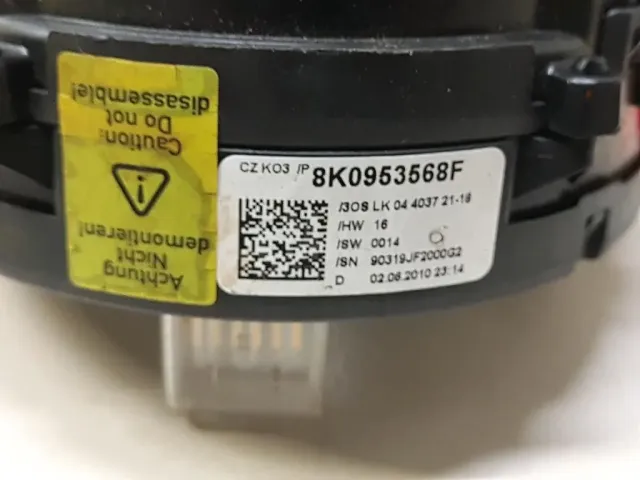 Caution:
Do not
disassemble!
Achtung
Nicht
demontieren!
CZ K03 /P 8K0953568F
/3OS LK 04 4037 21-18
/HW 16
/SW 0014
/SN 90319JF2000G2
D 02.08.2010 23:14